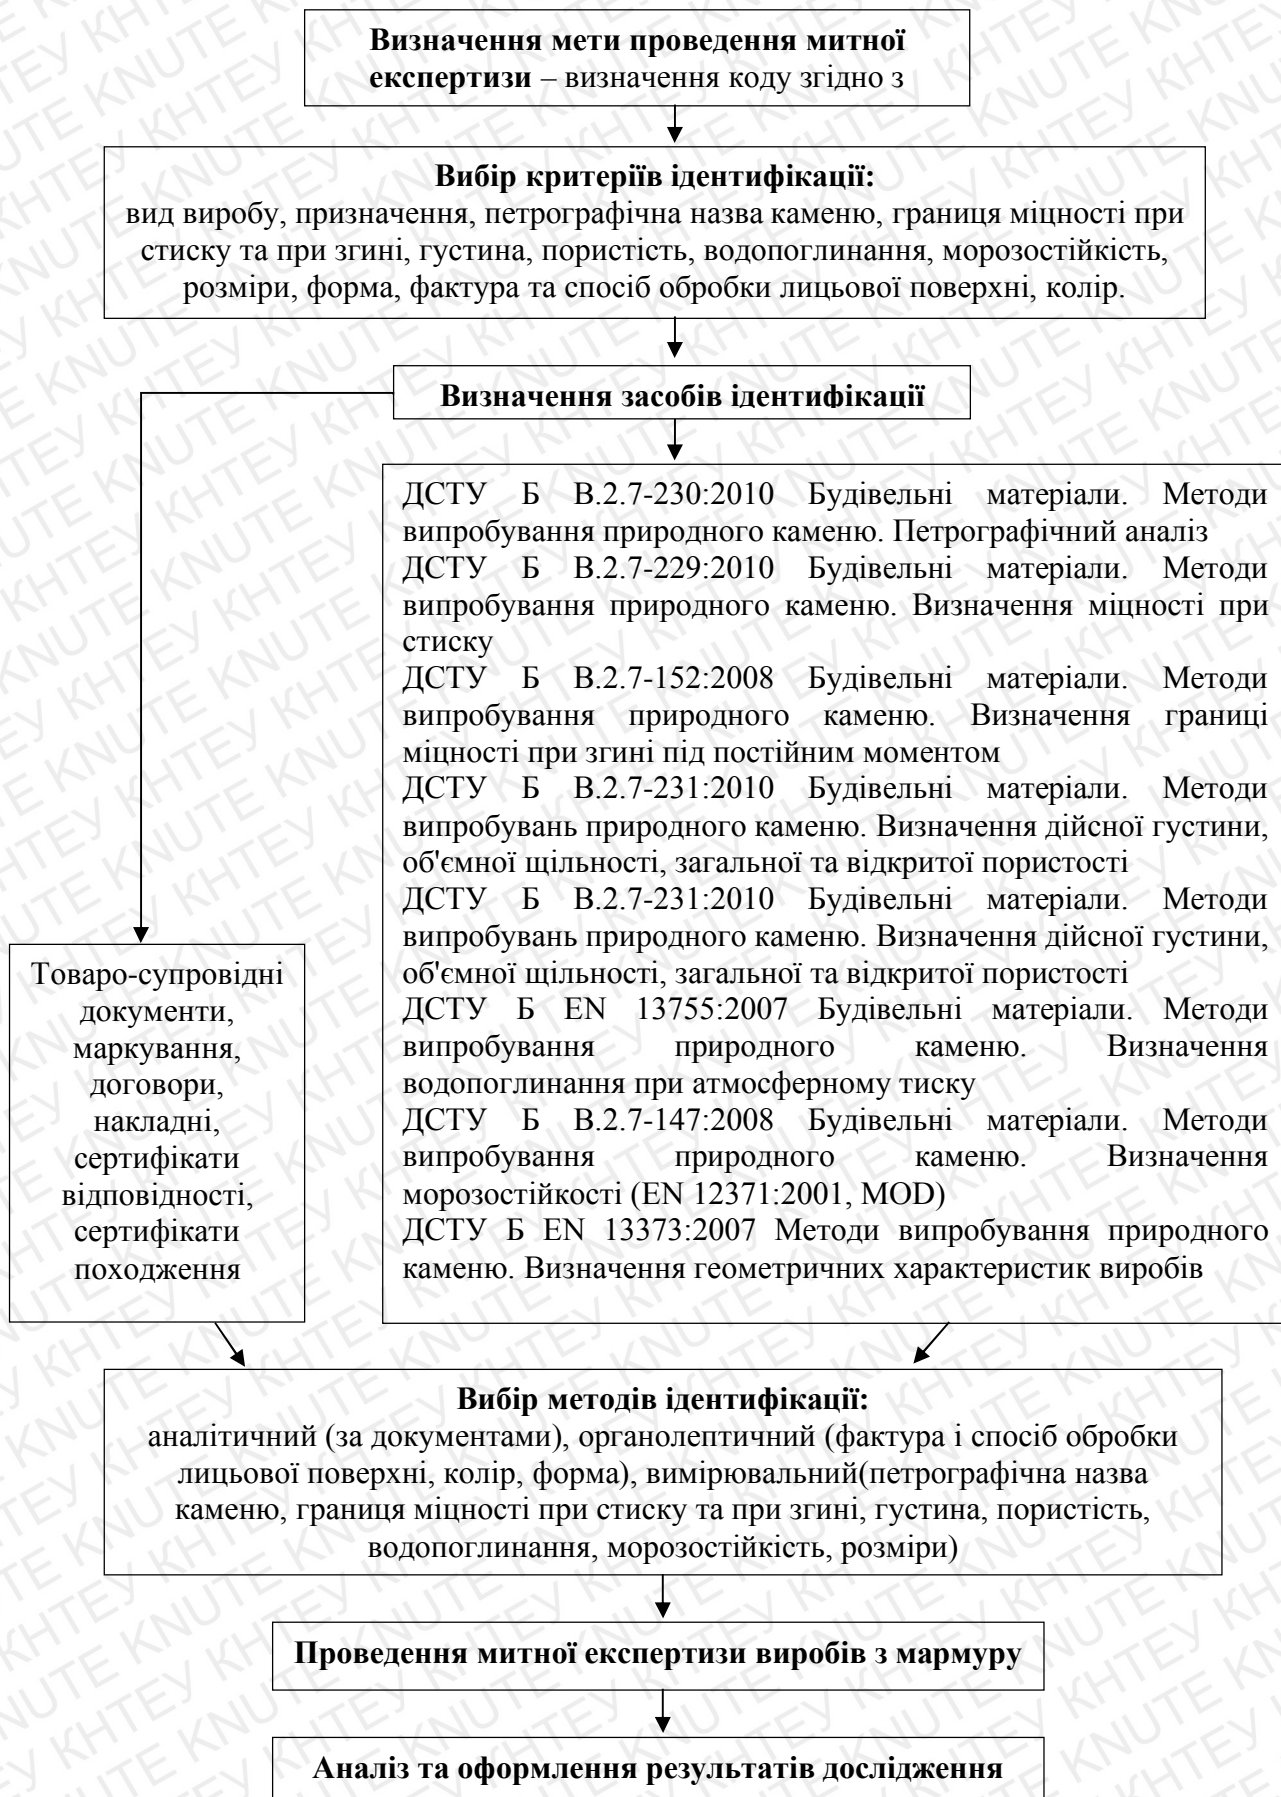 Визначення мети проведення митної
експертизи – визначення коду згідно з
Вибір критеріїв ідентифікації:
вид виробу, призначення, петрографічна назва каменю, границя міцності при
стиску та при згині, густина, пористість, водопоглинання, морозостійкість,
розміри, форма, фактура та спосіб обробки лицьової поверхні, колір.
Визначення засобів ідентифікації
ДСТУ Б В.2.7-230:2010 Будівельні матеріали. Методи
випробування природного каменю. Петрографічний аналіз
ДСТУ Б В.2.7-229:2010 Будівельні матеріали. Методи
випробування природного каменю. Визначення міцності при
стиску
ДСТУ Б В.2.7-152:2008 Будівельні матеріали. Методи
випробування природного каменю. Визначення границі
міцності при згині під постійним моментом
ДСТУ Б В.2.7-231:2010 Будівельні матеріали. Методи
випробувань природного каменю. Визначення дійсної густини,
об'ємної щільності, загальної та відкритої пористості
ДСТУ Б В.2.7-231:2010 Будівельні матеріали. Методи
випробувань природного каменю. Визначення дійсної густини,
об'ємної щільності, загальної та відкритої пористості
ДСТУ Б EN 13755:2007 Будівельні матеріали. Методи
випробування природного каменю. Визначення
водопоглинання при атмосферному тиску
ДСТУ Б В.2.7-147:2008 Будівельні матеріали. Методи
випробування природного каменю. Визначення
морозостійкості (EN 12371:2001, MOD)
ДСТУ Б EN 13373:2007 Методи випробування природного
каменю. Визначення геометричних характеристик виробів
Товаро-супровідні
документи,
маркування,
договори,
накладні,
сертифікати
відповідності,
сертифікати
походження
Вибір методів ідентифікації:
аналітичний (за документами), органолептичний (фактура і спосіб обробки
лицьової поверхні, колір, форма), вимірювальний(петрографічна назва
каменю, границя міцності при стиску та при згині, густина, пористість,
водопоглинання, морозостійкість, розміри)
Проведення митної експертизи виробів з мармуру
Аналіз та оформлення результатів дослідження